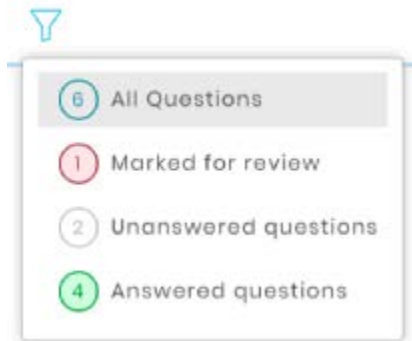 6 All Questions
1 Marked for review
2 Unanswered questions
4 Answered questions